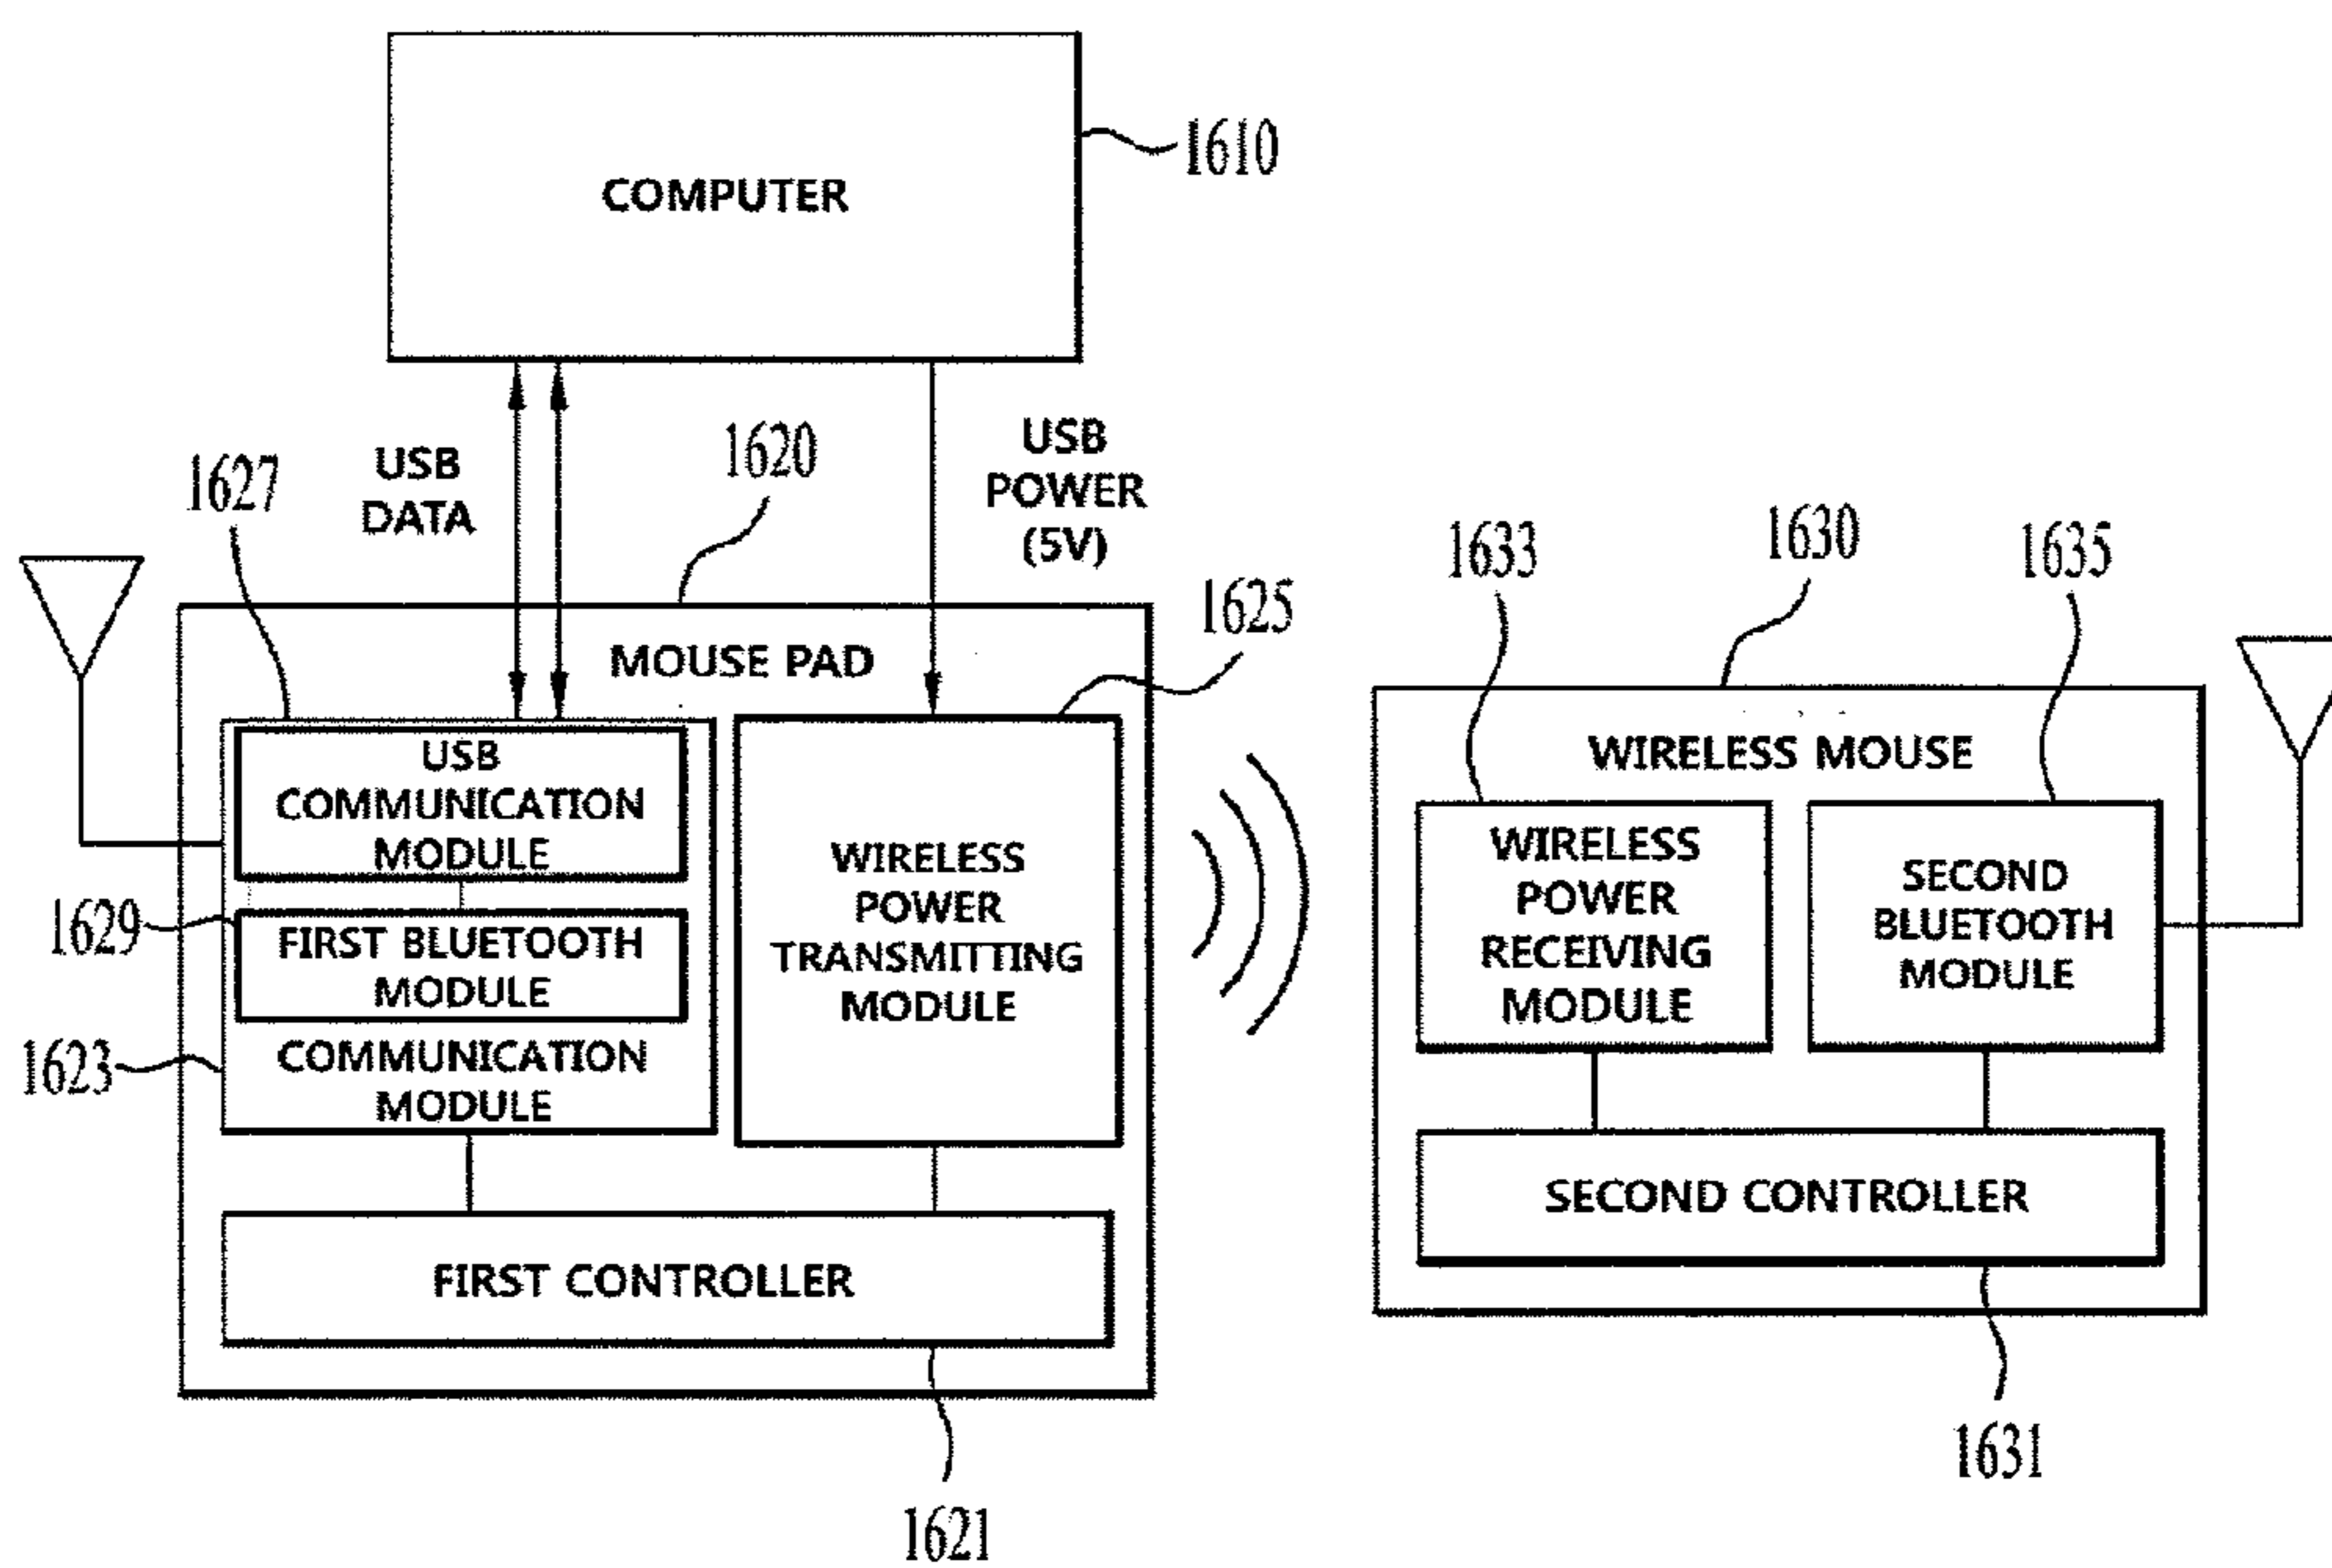 COMPUTER
1610
USB
DATA
1620
USB
POWER
(5V)
1627
1625
MOUSE PAD
USB
COMMUNICATION
MODULE
1629
FIRST BLUETOOTH
MODULE
1623
COMMUNICATION
MODULE
WIRELESS
POWER
TRANSMITTING
MODULE
FIRST CONTROLLER
1621
1633
1630
1635
WIRELESS MOUSE
WIRELESS
POWER
RECEIVING
MODULE
SECOND
BLUETOOTH
MODULE
SECOND CONTROLLER
1631